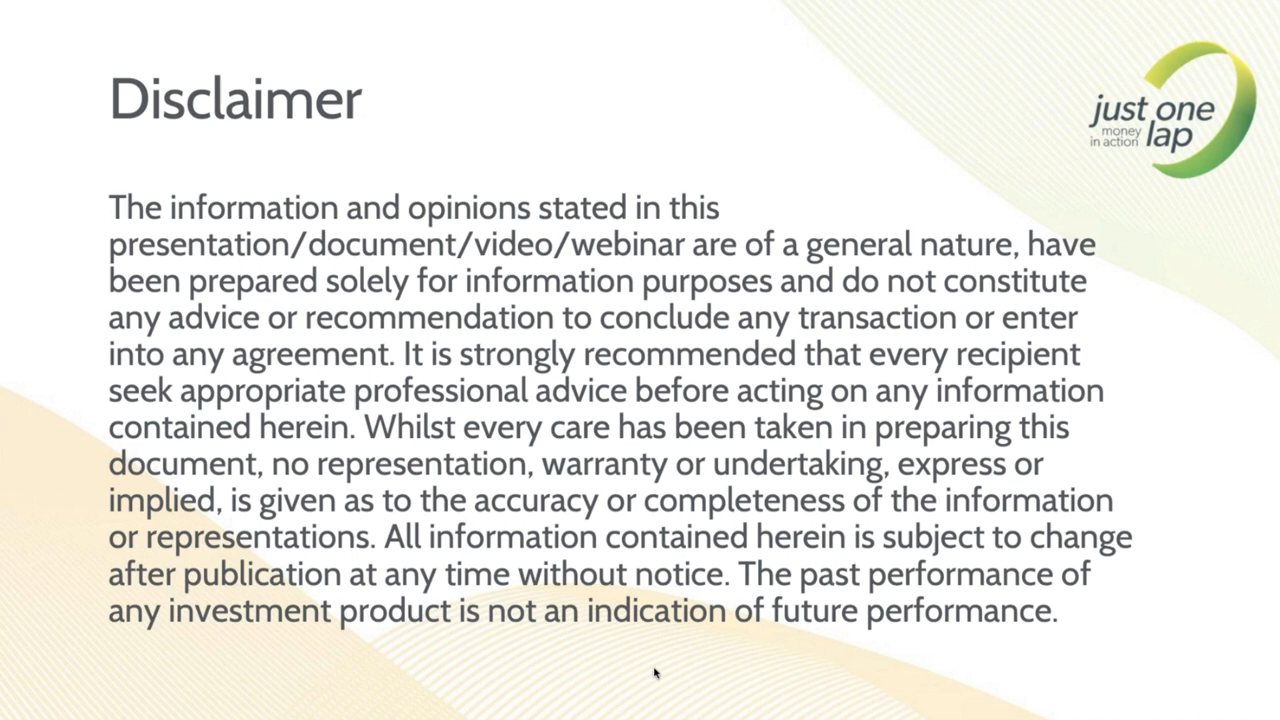 Disclaimer
just one
money
in action
lap
The information and opinions stated in this
presentation/document/video/webinar are of a general nature, have
been prepared solely for information purposes and do not constitute
any advice or recommendation to conclude any transaction or enter
into any agreement. It is strongly recommended that every recipient
seek appropriate professional advice before acting on any information
contained herein. Whilst every care has been taken in preparing this
document, no representation, warranty or undertaking, express or
implied, is given as to the accuracy or completeness of the information
or representations. All information contained herein is subject to change
after publication at any time without notice. The past performance of
any investment product is not an indication of future performance.